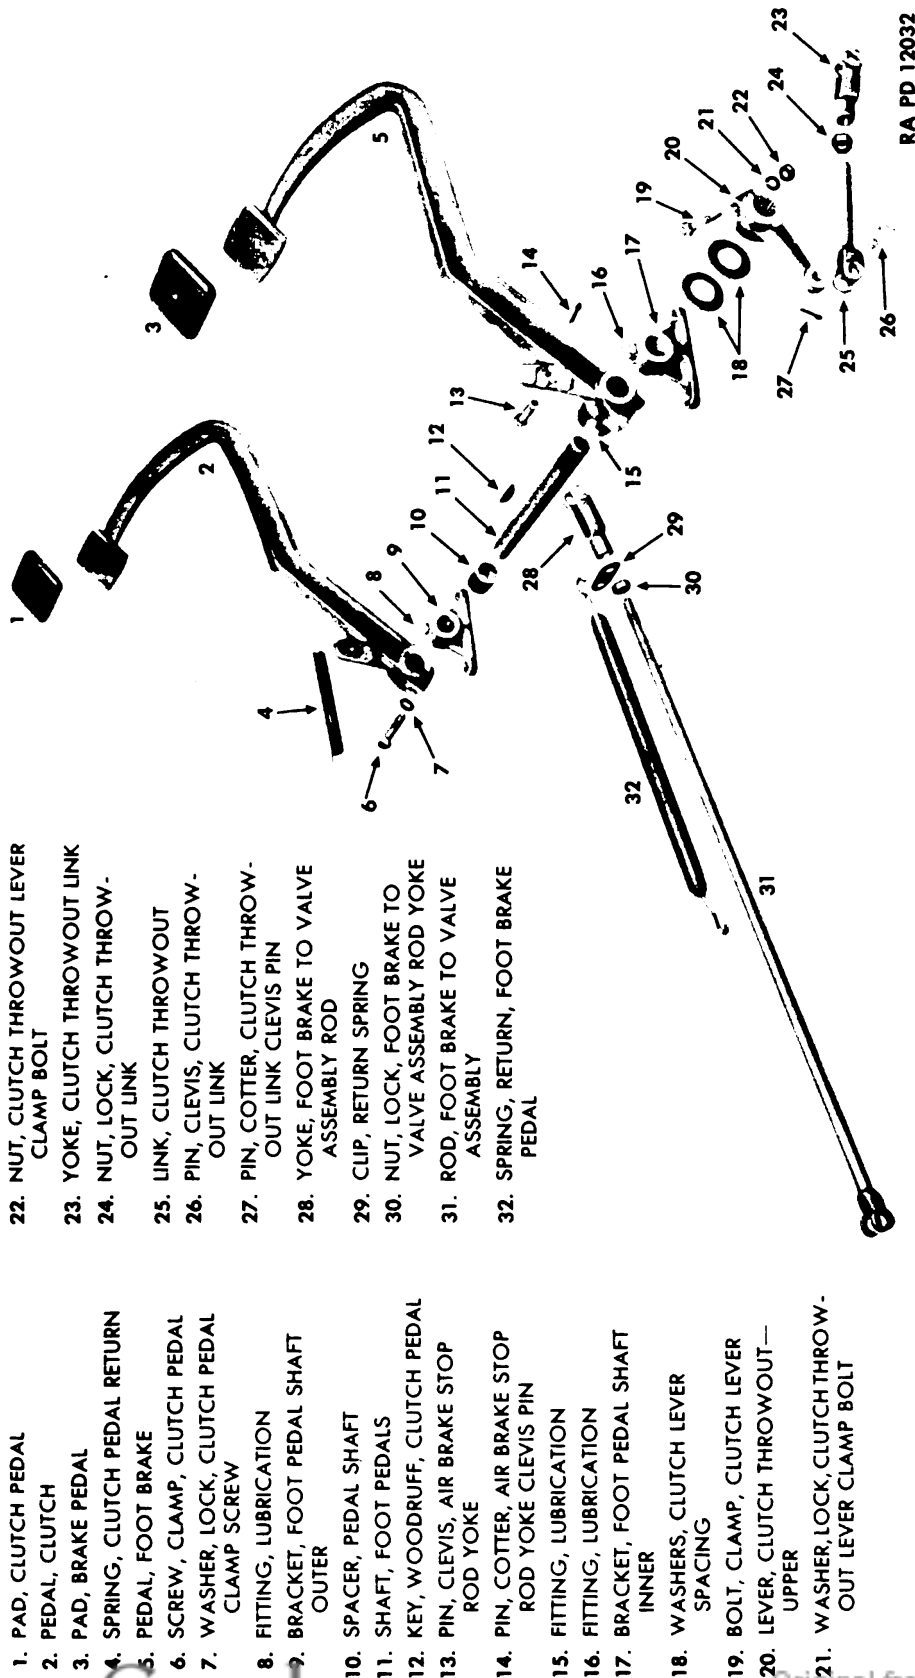 1. PAD, CLUTCH PEDAL
2. PEDAL, CLUTCH
3. PAD, BRAKE PEDAL
4. SPRING, CLUTCH PEDAL RETURN
5. PEDAL, FOOT BRAKE
6. SCREW, CLAMP, CLUTCH PEDAL
7. WASHER, LOCK, CLUTCH PEDAL
CLAMP SCREW
8. FITTING, LUBRICATION
9. BRACKET, FOOT PEDAL SHAFT
OUTER
10. SPACER, PEDAL SHAFT
11. SHAFT, FOOT PEDALS
12. KEY, WOODRUFF, CLUTCH PEDAL
13. PIN, CLEVIS, AIR BRAKE STOP
ROD YOKE
14. PIN, COTTER, AIR BRAKE STOP
ROD YOKE CLEVIS PIN
15. FITTING, LUBRICATION
16. FITTING, LUBRICATION
17. BRACKET, FOOT PEDAL SHAFT
INNER
18. WASHERS, CLUTCH LEVER
SPACING
19. BOLT, CLAMP, CLUTCH LEVER
20. LEVER, CLUTCH THROWOUT—
UPPER
21. WASHER, LOCK, CLUTCH THROW-
OUT LEVER CLAMP BOLT
22. NUT, CLUTCH THROWOUT LEVER
CLAMP BOLT
23. YOKE, CLUTCH THROWOUT LINK
24. NUT, LOCK, CLUTCH THROW-
OUT LINK
25. LINK, CLUTCH THROWOUT
26. PIN, CLEVIS, CLUTCH THROW-
OUT LINK
27. PIN, COTTER, CLUTCH THROW-
OUT LINK CLEVIS PIN
28. YOKE, FOOT BRAKE TO VALVE
ASSEMBLY ROD
29. CLIP, RETURN SPRING
30. NUT, LOCK, FOOT BRAKE TO
VALVE ASSEMBLY ROD YOKE
31. ROD, FOOT BRAKE TO VALVE
ASSEMBLY
32. SPRING, RETURN, FOOT BRAKE
PEDAL
1
2
3
4
5
6
7
8
9
10
11
12
13
14
15
16
17
18
19
20
21
22
23
24
25
26
27
28
29
30
31
32
RA PD 12032